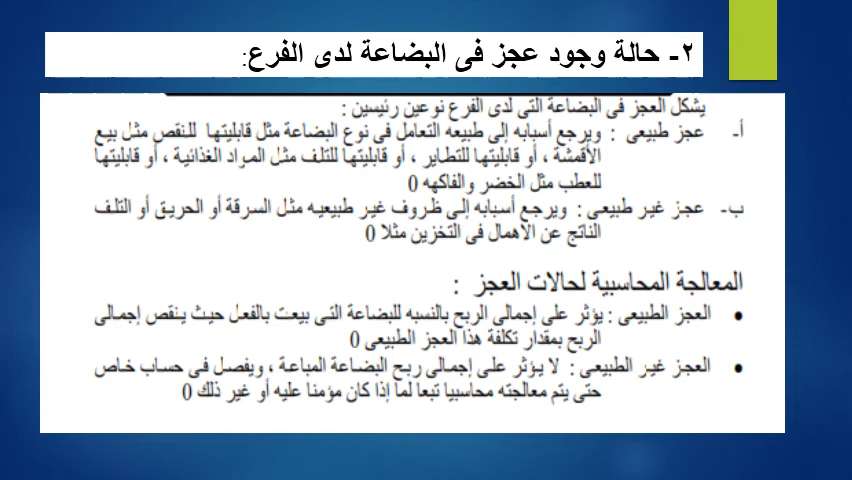 ٢- حالة وجود عجز فى البضاعة لدى الفرع:
يشكل العجز فى البضاعة التى لدى الفرع نوعين رئيسين :
أ- عجز طبيعى : ويرجع أسبابه إلى طبيعه التعامل فى نوع البضاعة مثل قابليتها للنقص مثل بيع
الأقمشة ، أو قابليتها للتطاير ، أو قابليتها للتلف مثل المواد الغذائية ، أو قابليتها
للعطب مثل الخضر والفاكهه ()
ب- عجز غير طبيعى : ويرجع أسبابه إلى ظروف غير طبيعيه مثل السرقة أو الحريق أو التلف
الناتج عن الاهمال فى التخزين مثلا ()
المعالجة المحاسبية لحالات العجز :
• العجز الطبيعى : يؤثر على إجمالى الربح بالنسبه للبضاعة التى بيعت بالفعل حيث ينقص إجمالى
الربح بمقدار تكلفة هذا العجز الطبيعى ()
• العجز غير الطبيعى : لا يؤثر على إجمالى ربح البضاعة المباعة ، ويفصل فى حساب خاص
حتى يتم معالجته محاسبيا تبعا لما إذا كان مؤمنا عليه أو غير ذلك ()